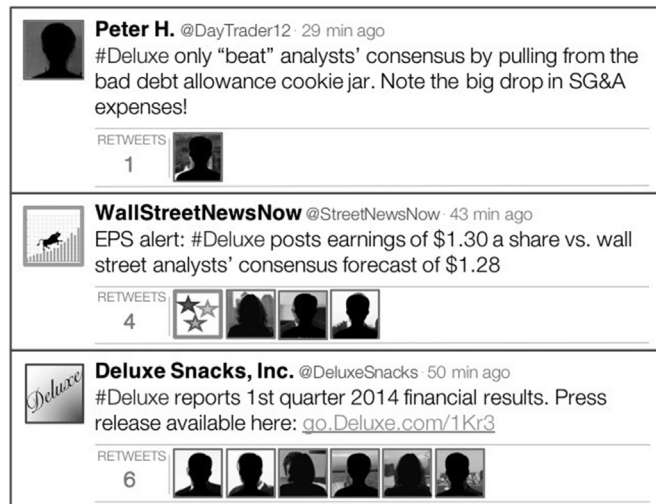 Peter H. @DayTrader12 · 29 min ago
#Deluxe only “beat” analysts’ consensus by pulling from the
bad debt allowance cookie jar. Note the big drop in SG&A
expenses!
RETWEETS
1
WallStreetNewsNow @StreetNewsNow · 43 min ago
EPS alert: #Deluxe posts earnings of $1.30 a share vs. wall
street analysts’ consensus forecast of $1.28
RETWEETS
4
Deluxe
Deluxe Snacks, Inc. @DeluxeSnacks · 50 min ago
#Deluxe reports 1st quarter 2014 financial results. Press
release available here: go.Deluxe.com/1Kr3
RETWEETS
6